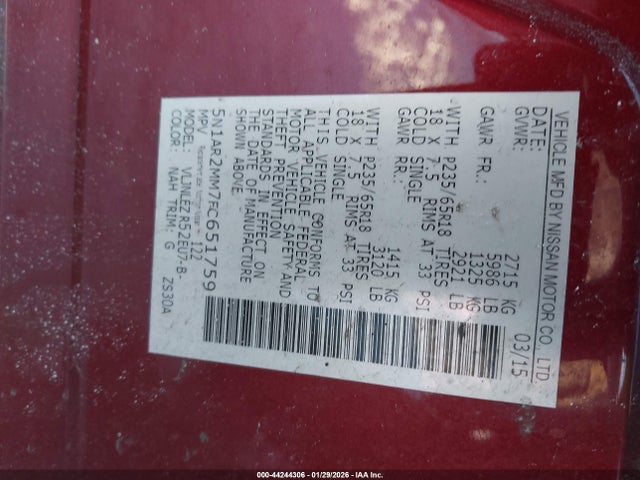 VEHICLE MFD BY NISSAN MOTOR CO., LTD.
DATE: 03/15
GVWR: 2715 KG
5986 LB
GAWR FR.: 1325 KG
2921 LB
WITH P235/65R18 TIRES
18 X 7.5 RIMS AT 33 PSI
COLD SINGLE
GAWR RR.: 1415 KG
3120 LB
WITH P235/65R18 TIRES
18 X 7.5 RIMS AT 33 PSI
COLD SINGLE
THIS VEHICLE CONFORMS TO
ALL APPLICABLE FEDERAL
MOTOR VEHICLE SAFETY AND
THEFT PREVENTION
STANDARDS IN EFFECT ON
THE DATE OF MANUFACTURE
SHOWN ABOVE
5N1AR2MM7FC651759
MPV 122
MODEL: VLJNLEZ R52EU7-B-
COLOR: NAH TRIM: G ZS30A
000-44244306 - 01/29/2026 - IAA Inc.